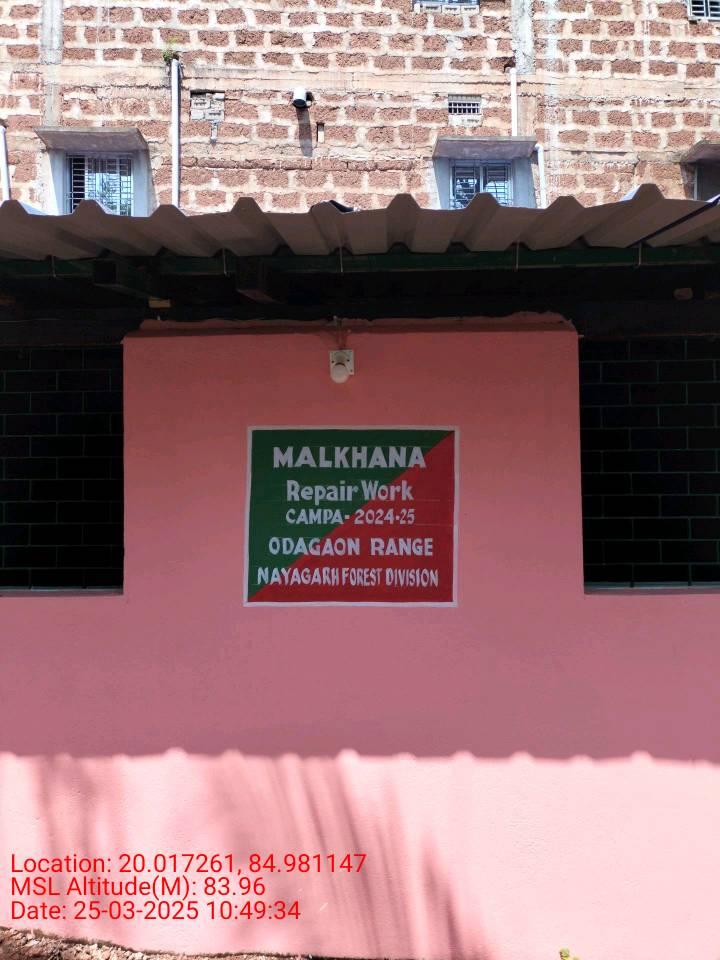 MALKHANA
Repair Work
CAMPA- 2024-25
ODAGAON RANGE
NAYAGARH FOREST DIVISION
Location: 20.017261, 84.981147
MSL Altitude(M): 83.96
Date: 25-03-2025 10:49:34